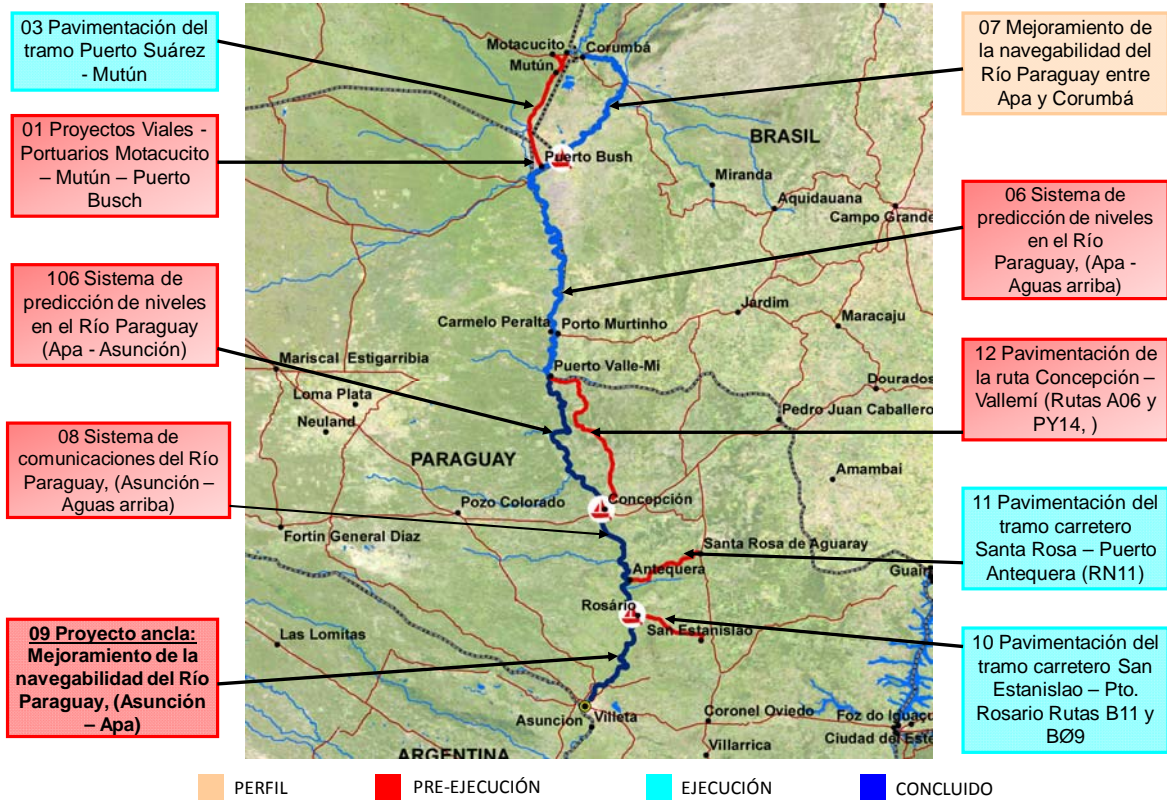 03 Pavimentación del
tramo Puerto Suárez
- Mutún
01 Proyectos Viales -
Portuarios Motacucito
– Mutún – Puerto
Busch
106 Sistema de
predicción de niveles
en el Río Paraguay
(Apa - Asunción)
08 Sistema de
comunicaciones del Río
Paraguay, (Asunción –
Aguas arriba)
09 Proyecto ancla:
Mejoramiento de la
navegabilidad del Río
Paraguay, (Asunción
– Apa)
Motacucito
Corumbá
Mutún
BRASIL
Puerto Bush
Miranda
Aquidauana
Campo Grande
Jardim
Carmelo Peralta
Porto Murtinho
Maracaju
Mariscal Estigarribia
Puerto Valle-Mi
Dourados
Loma Plata
Pedro Juan Caballero
Neuland
PARAGUAY
Amambai
Pozo Colorado
Concepción
Fortin General Diaz
Santa Rosa de Aguaray
Antequera
Guaír
Rosário
San Estanislao
Las Lomitas
Asunción
Villeta
Coronel Oviedo
Foz do Iguaçu
Ciudad del Este
Villarrica
ARGENTINA
07 Mejoramiento de
la navegabilidad del
Río Paraguay entre
Apa y Corumbá
06 Sistema de
predicción de niveles
en el Río
Paraguay, (Apa -
Aguas arriba)
12 Pavimentación de
la ruta Concepción –
Vallemí (Rutas A06 y
PY14, )
11 Pavimentación del
tramo carretero
Santa Rosa – Puerto
Antequera (RN11)
10 Pavimentación del
tramo carretero San
Estanislao – Pto.
Rosario Rutas B11 y
BØ9
PERFIL
PRE-EJECUCIÓN
EJECUCIÓN
CONCLUIDO